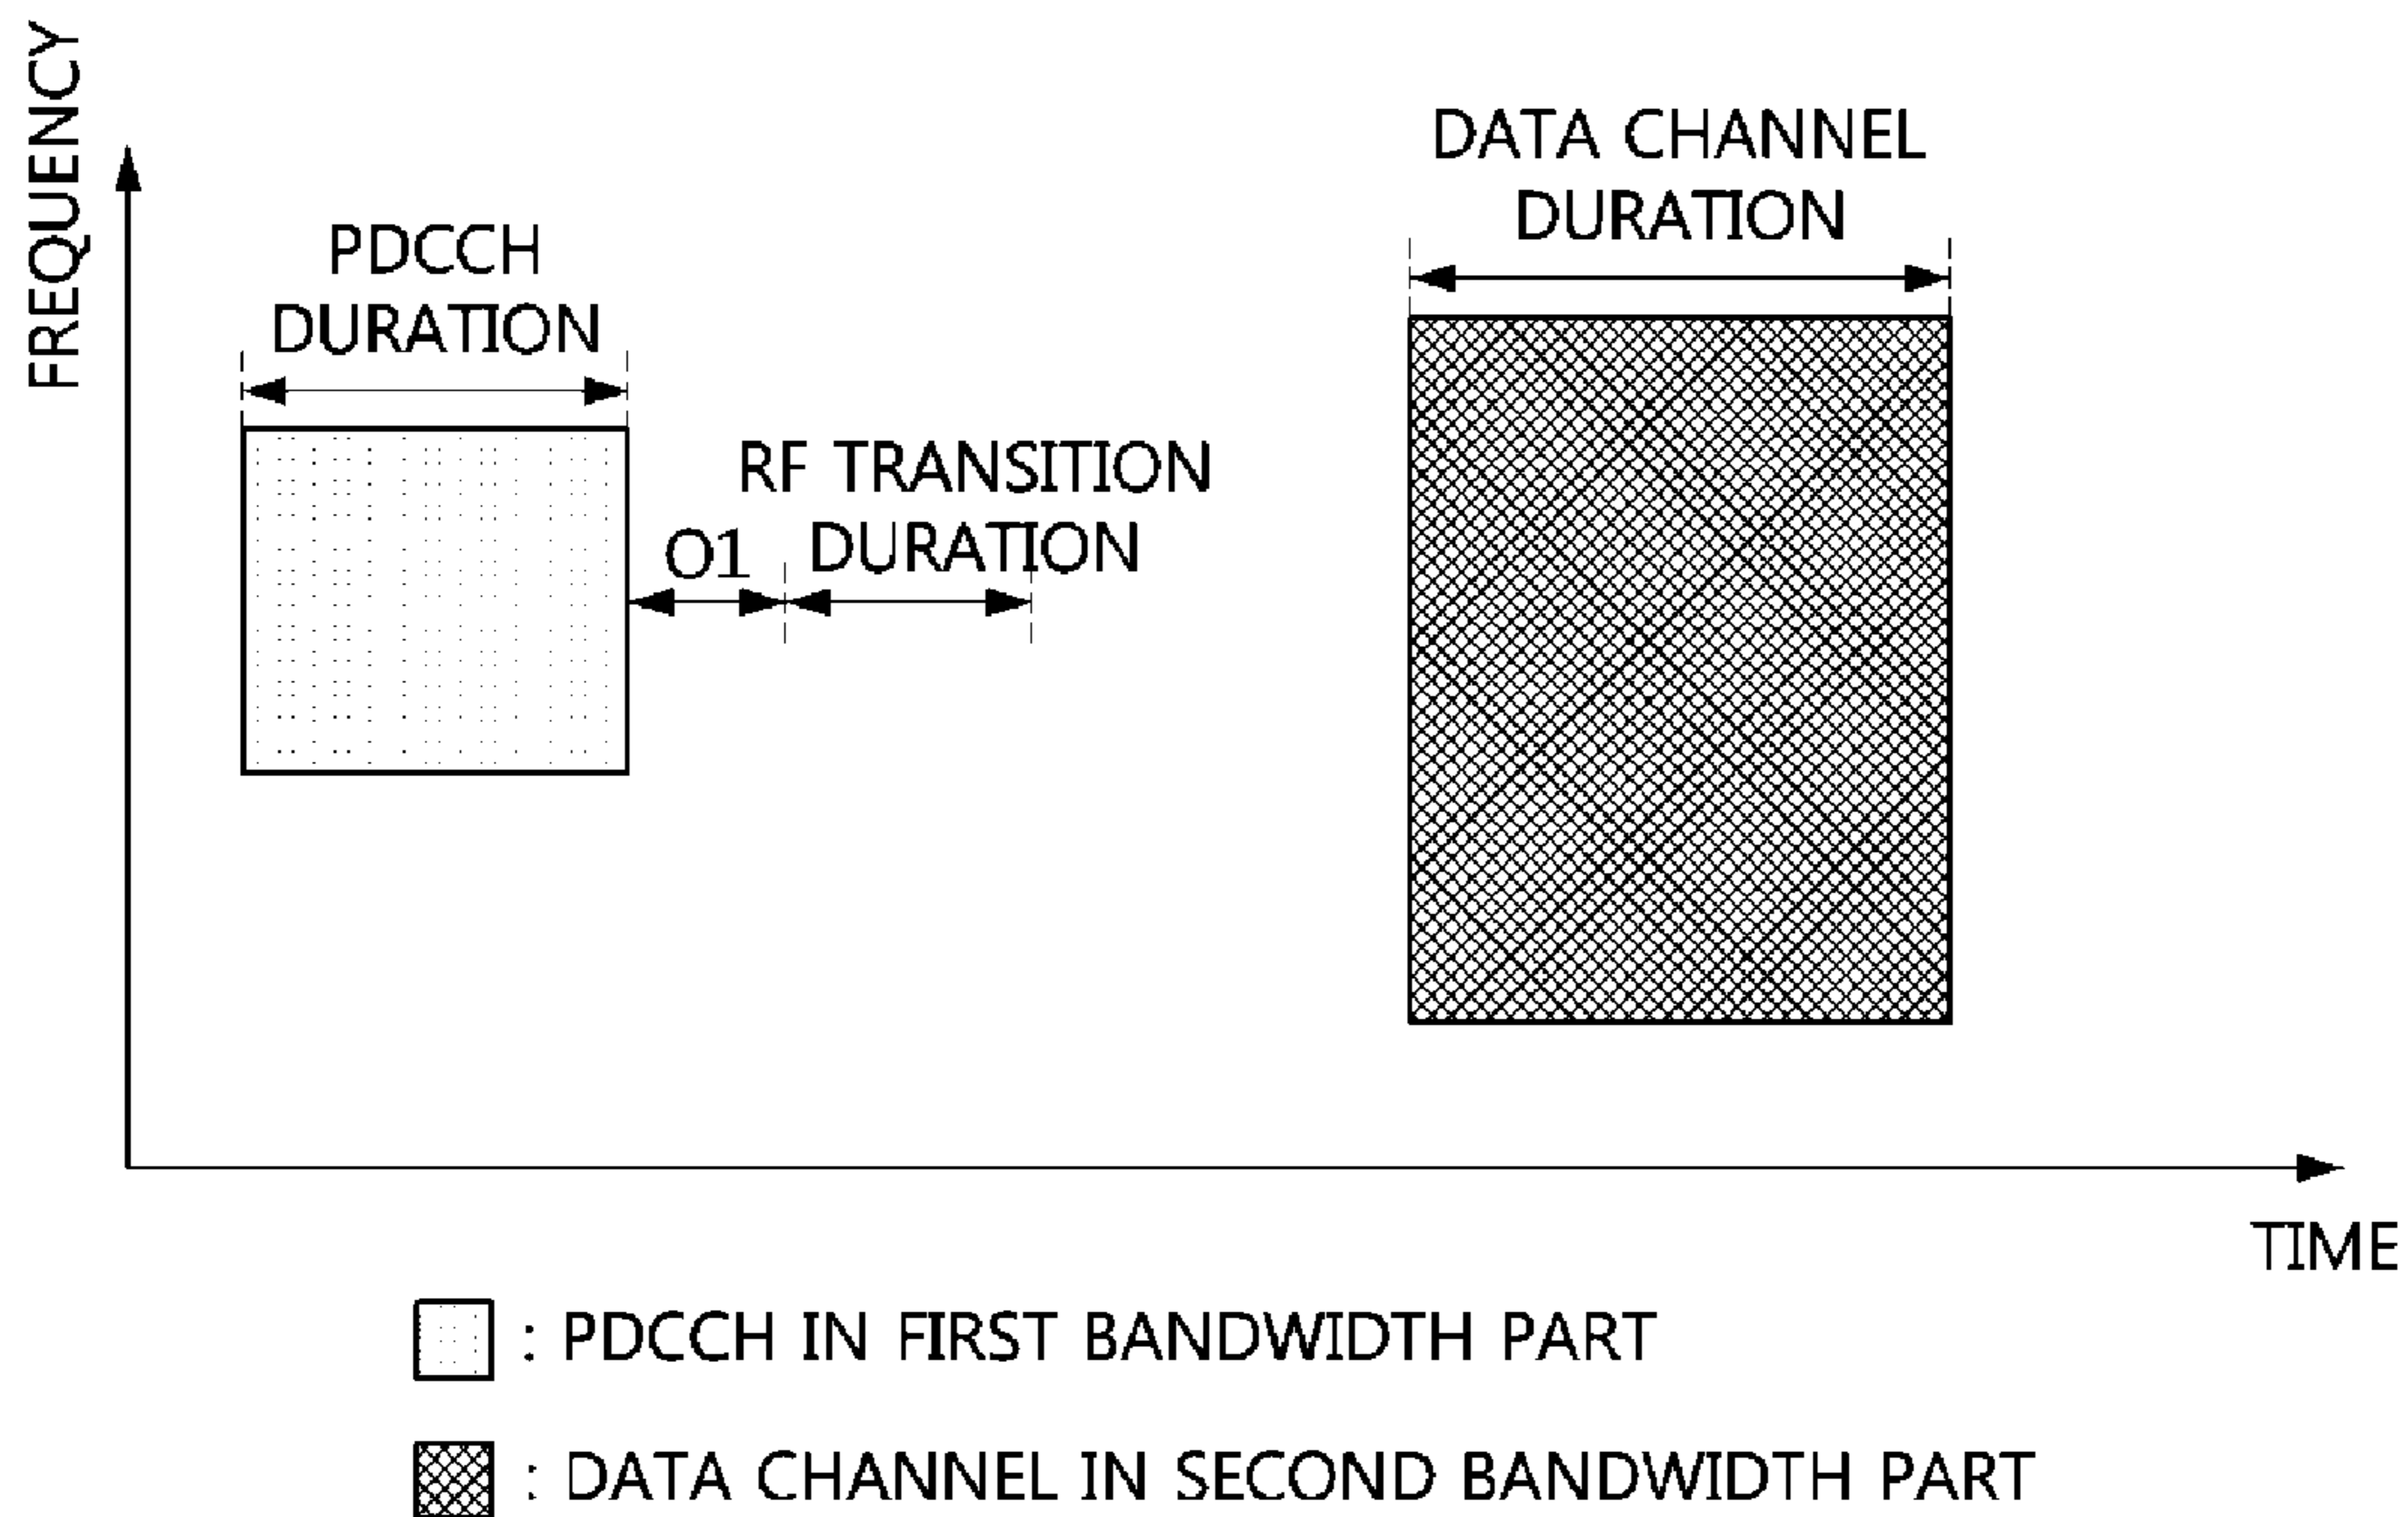 FREQUENCY
PDCCH
DURATION
O1
RF TRANSITION
DURATION
DATA CHANNEL
DURATION
TIME
: PDCCH IN FIRST BANDWIDTH PART
: DATA CHANNEL IN SECOND BANDWIDTH PART